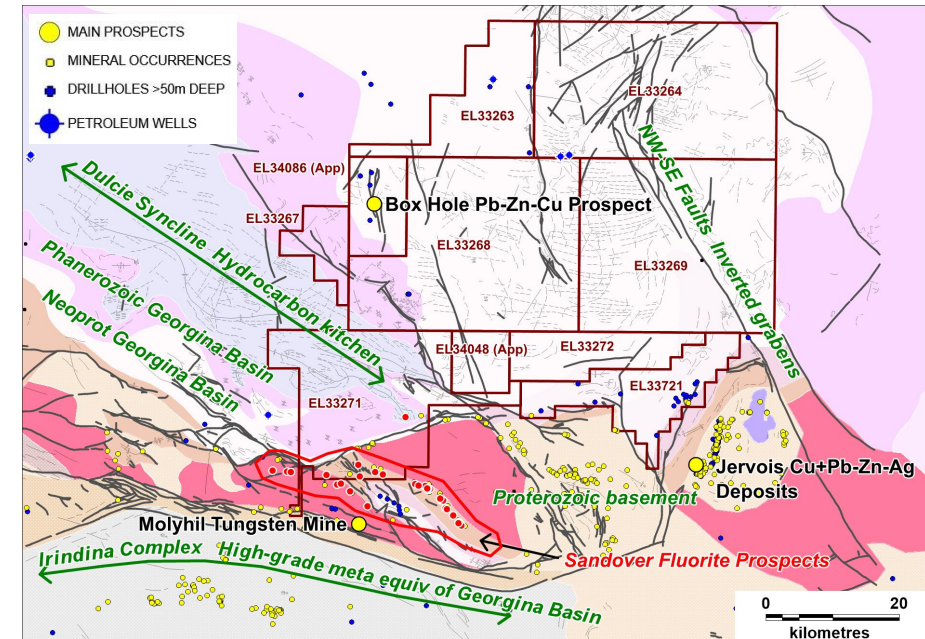 MAIN PROSPECTS
MINERAL OCCURRENCES
DRILLHOLES >50m DEEP
PETROLEUM WELLS
EL33263
EL33264
NW-SE Faults Inverted grabens
EL34086 (App)
Dulcie Syncline Hydrocarbon kitchen
Box Hole Pb-Zn-Cu Prospect
EL33267
EL33268
EL33269
Phanerozoic Georgina Basin
Neoprot Georgina Basin
EL34048 (App)
EL33272
EL33721
EL33271
Jervois Cu+Pb-Zn-Ag
Deposits
Proterozoic basement
Molyhil Tungsten Mine
Sandover Fluorite Prospects
Irindina Complex High-grade meta equiv of Georgina Basin
0 20
kilometres